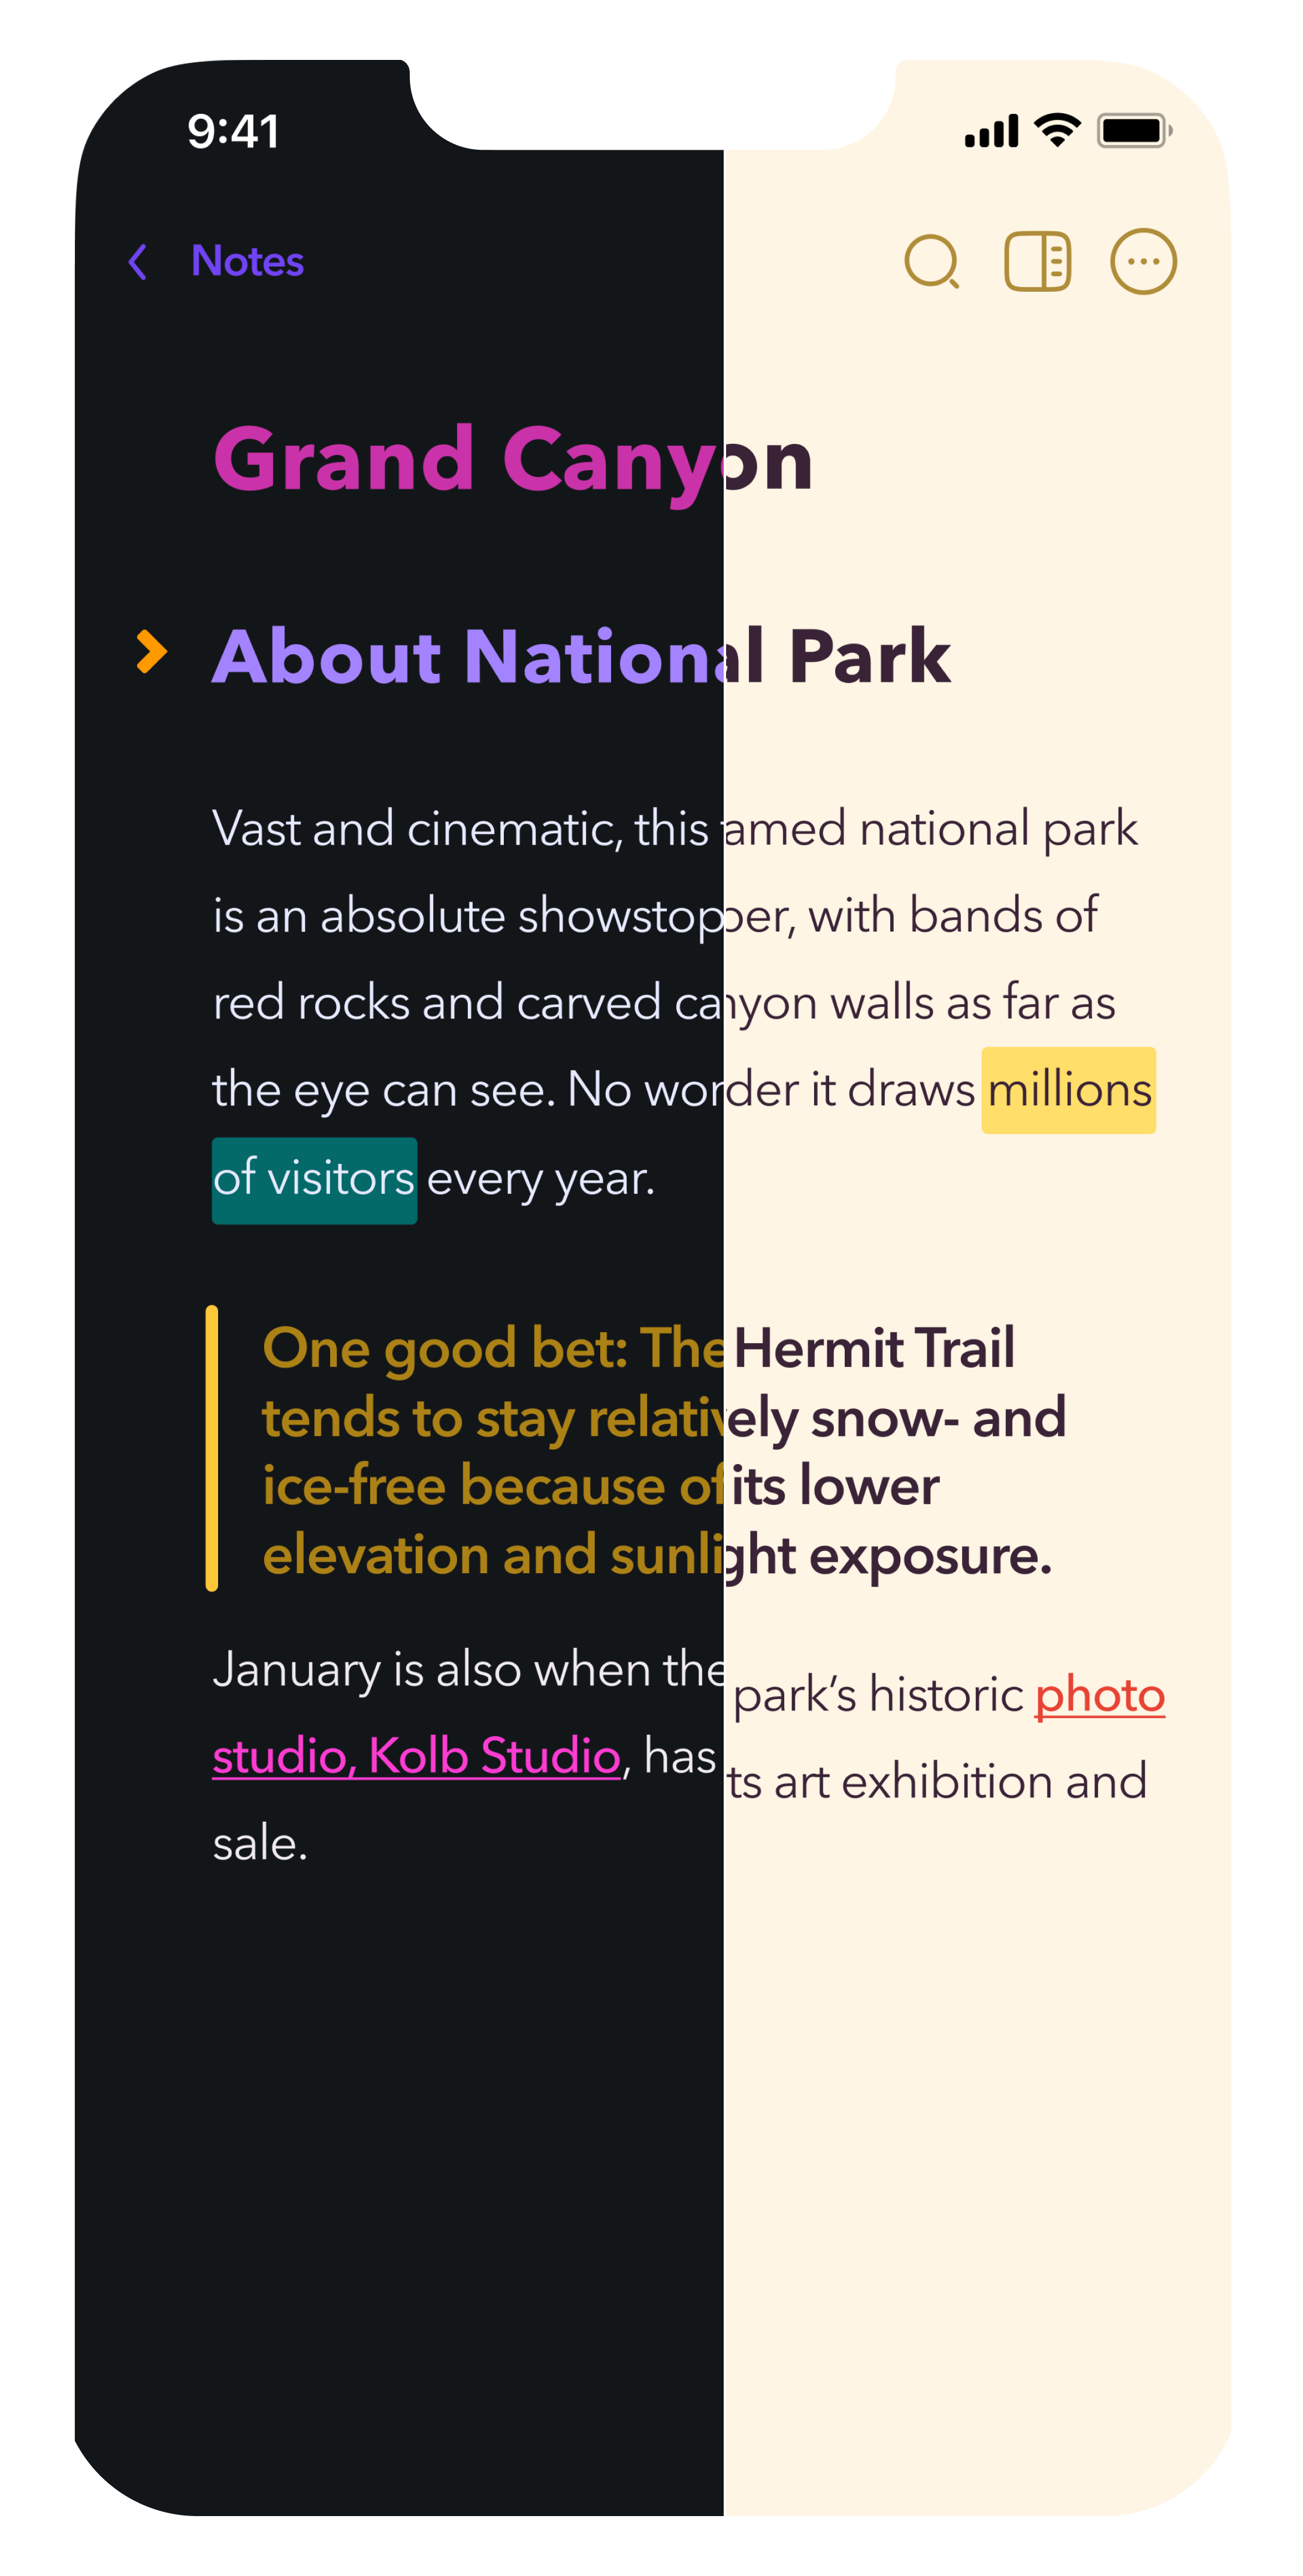 9:41
Notes
Grand Canyon
About National Park
Vast and cinematic, this famed national park
is an absolute showstopper, with bands of
red rocks and carved canyon walls as far as
the eye can see. No wonder it draws millions
of visitors every year.
One good bet: The Hermit Trail
tends to stay relatively snow- and
ice-free because of its lower
elevation and sunlight exposure.
January is also when the park’s historic photo
studio, Kolb Studio, has ts art exhibition and
sale.